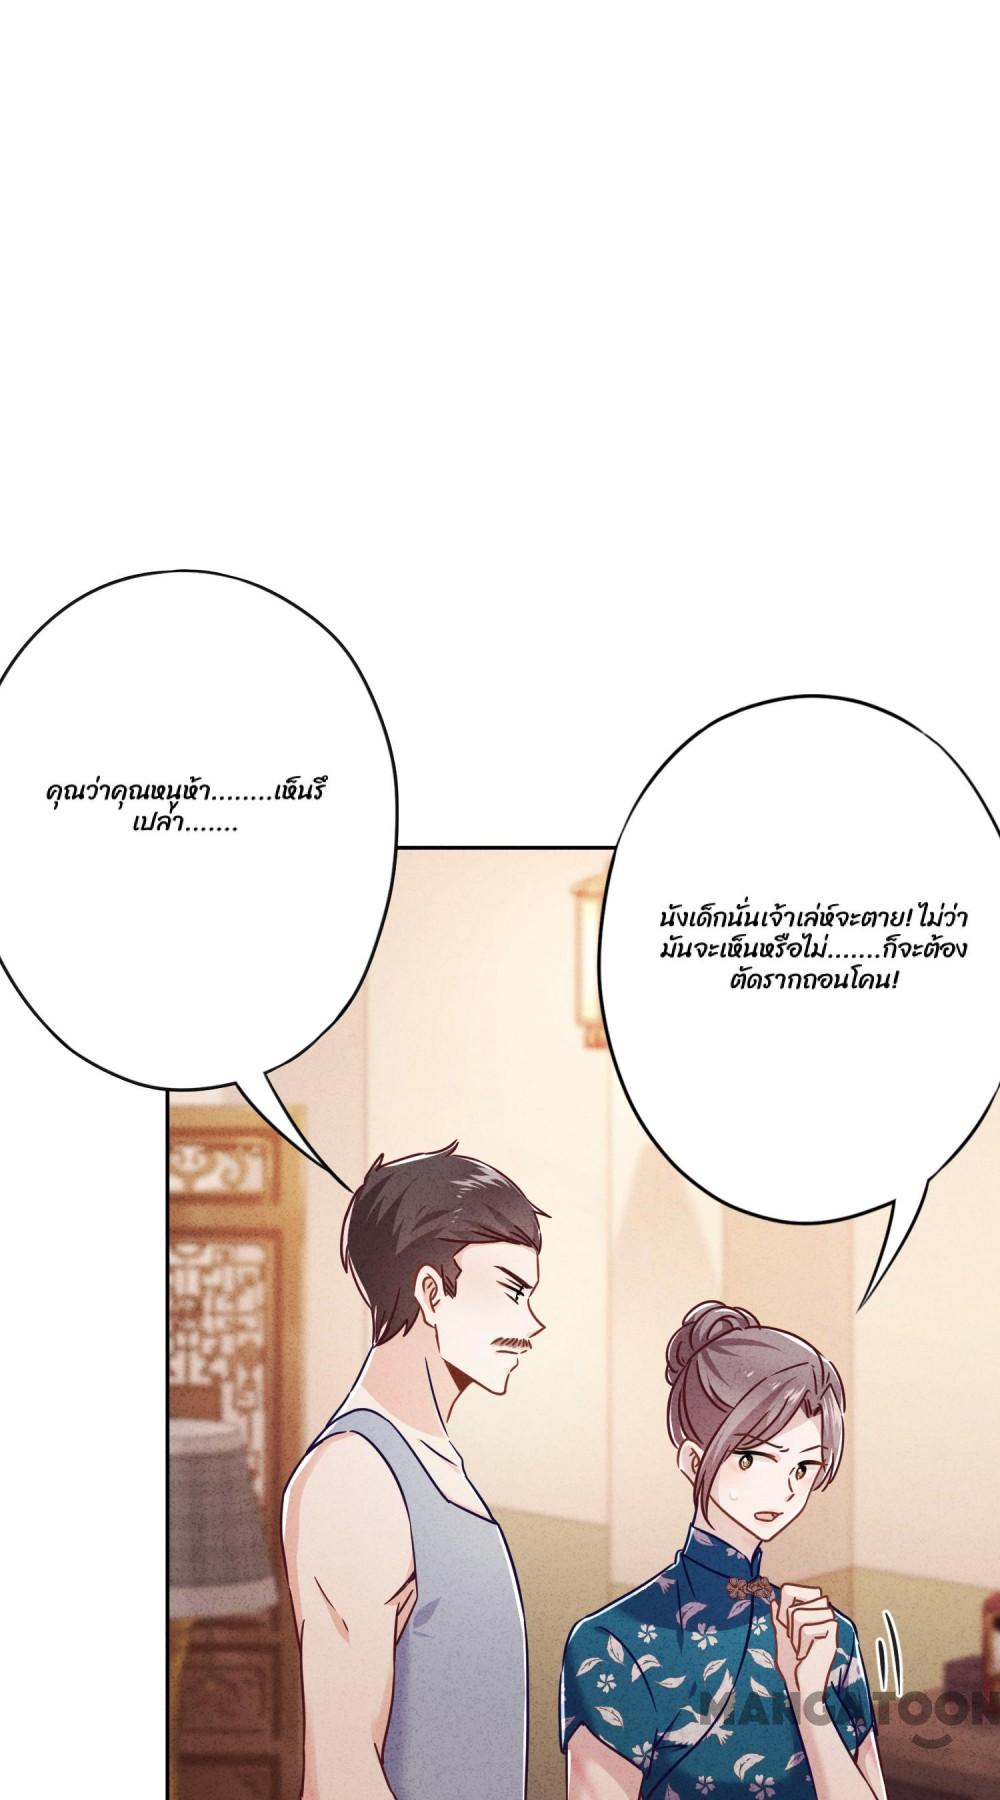 คุณว่าคุณหนูห้า........เห็นรึ
เปล่า.......
นังเด็กนั่นเจ้าเล่ห์จะตาย! ไม่ว่า
มันจะเห็นหรือไม่.......ก็จะต้อง
ตัดรากถอนโคน!
MANGATOON